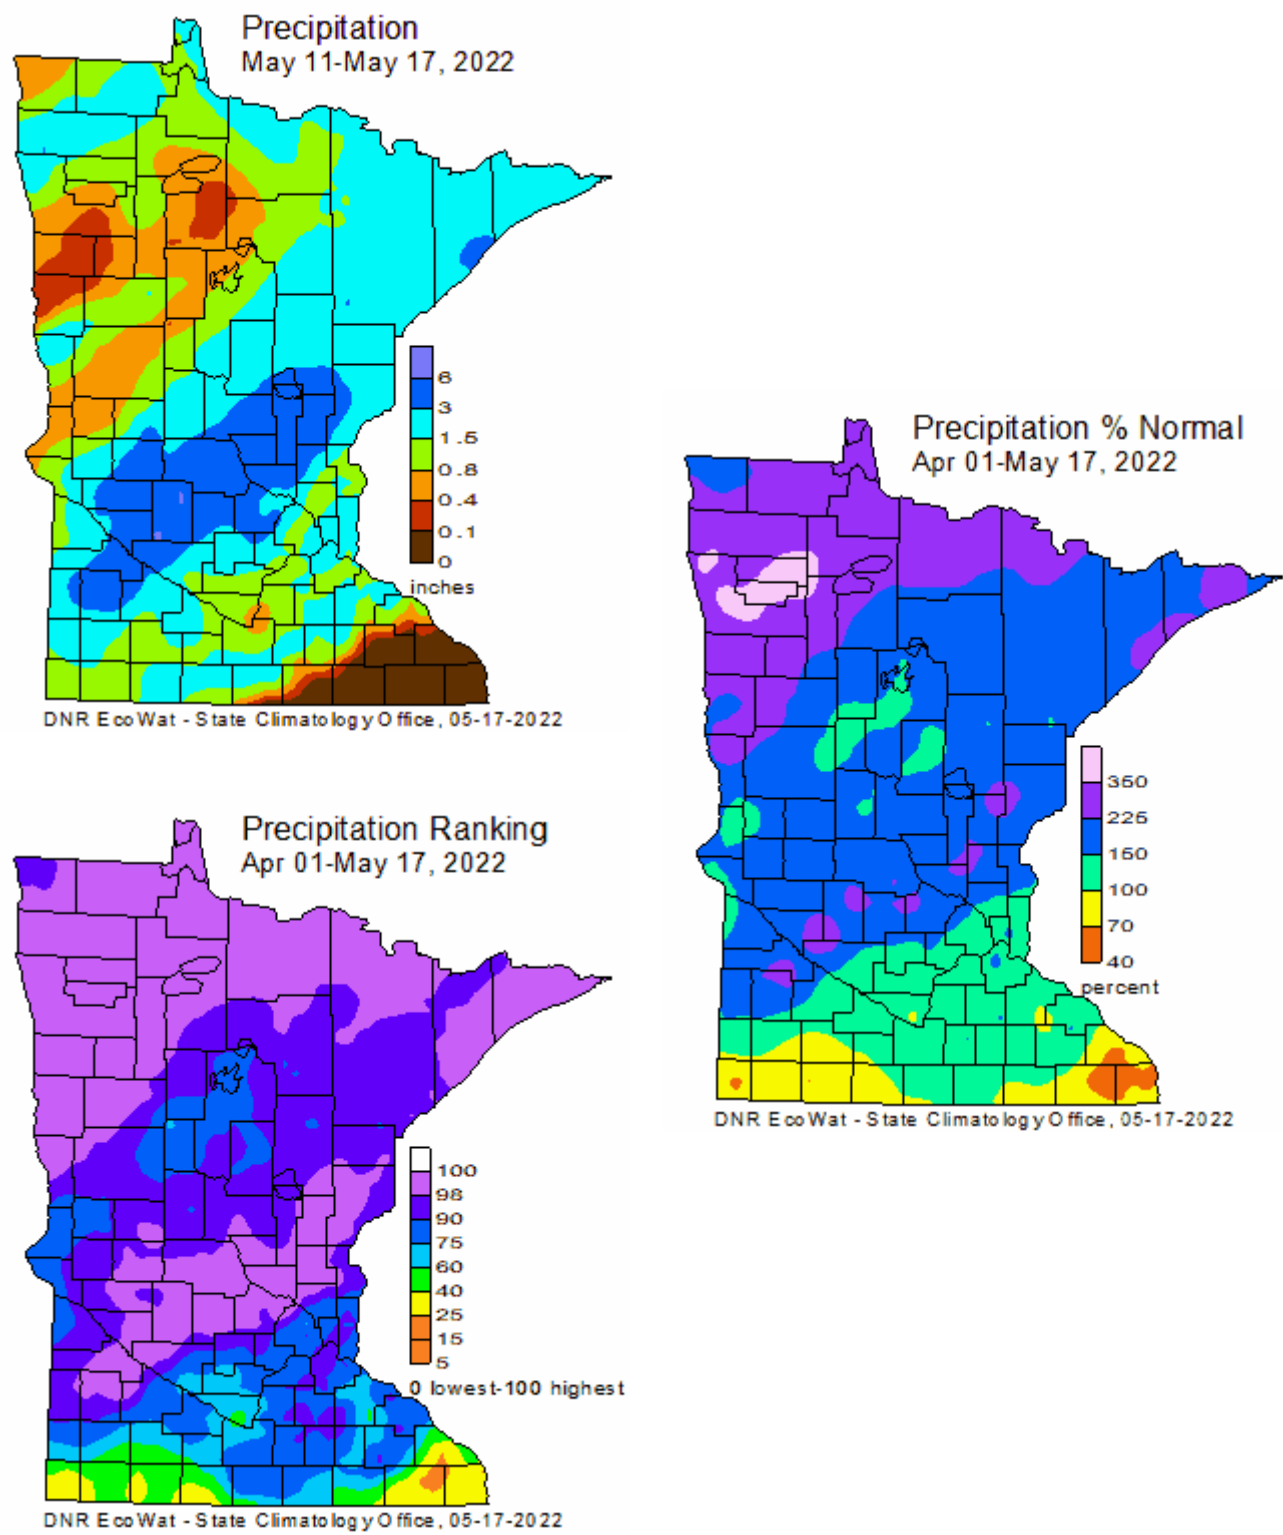 Precipitation
May 11-May 17, 2022
6
3
1.5
0.8
0.4
0.1
0
inches
DNR EcoWat - State Climatology Office, 05-17-2022
Precipitation % Normal
Apr 01-May 17, 2022
350
225
150
100
70
40
percent
DNR EcoWat - State Climatology Office, 05-17-2022
Precipitation Ranking
Apr 01-May 17, 2022
100
98
90
75
60
40
25
15
5
0 lowest-100 highest
DNR EcoWat - State Climatology Office, 05-17-2022